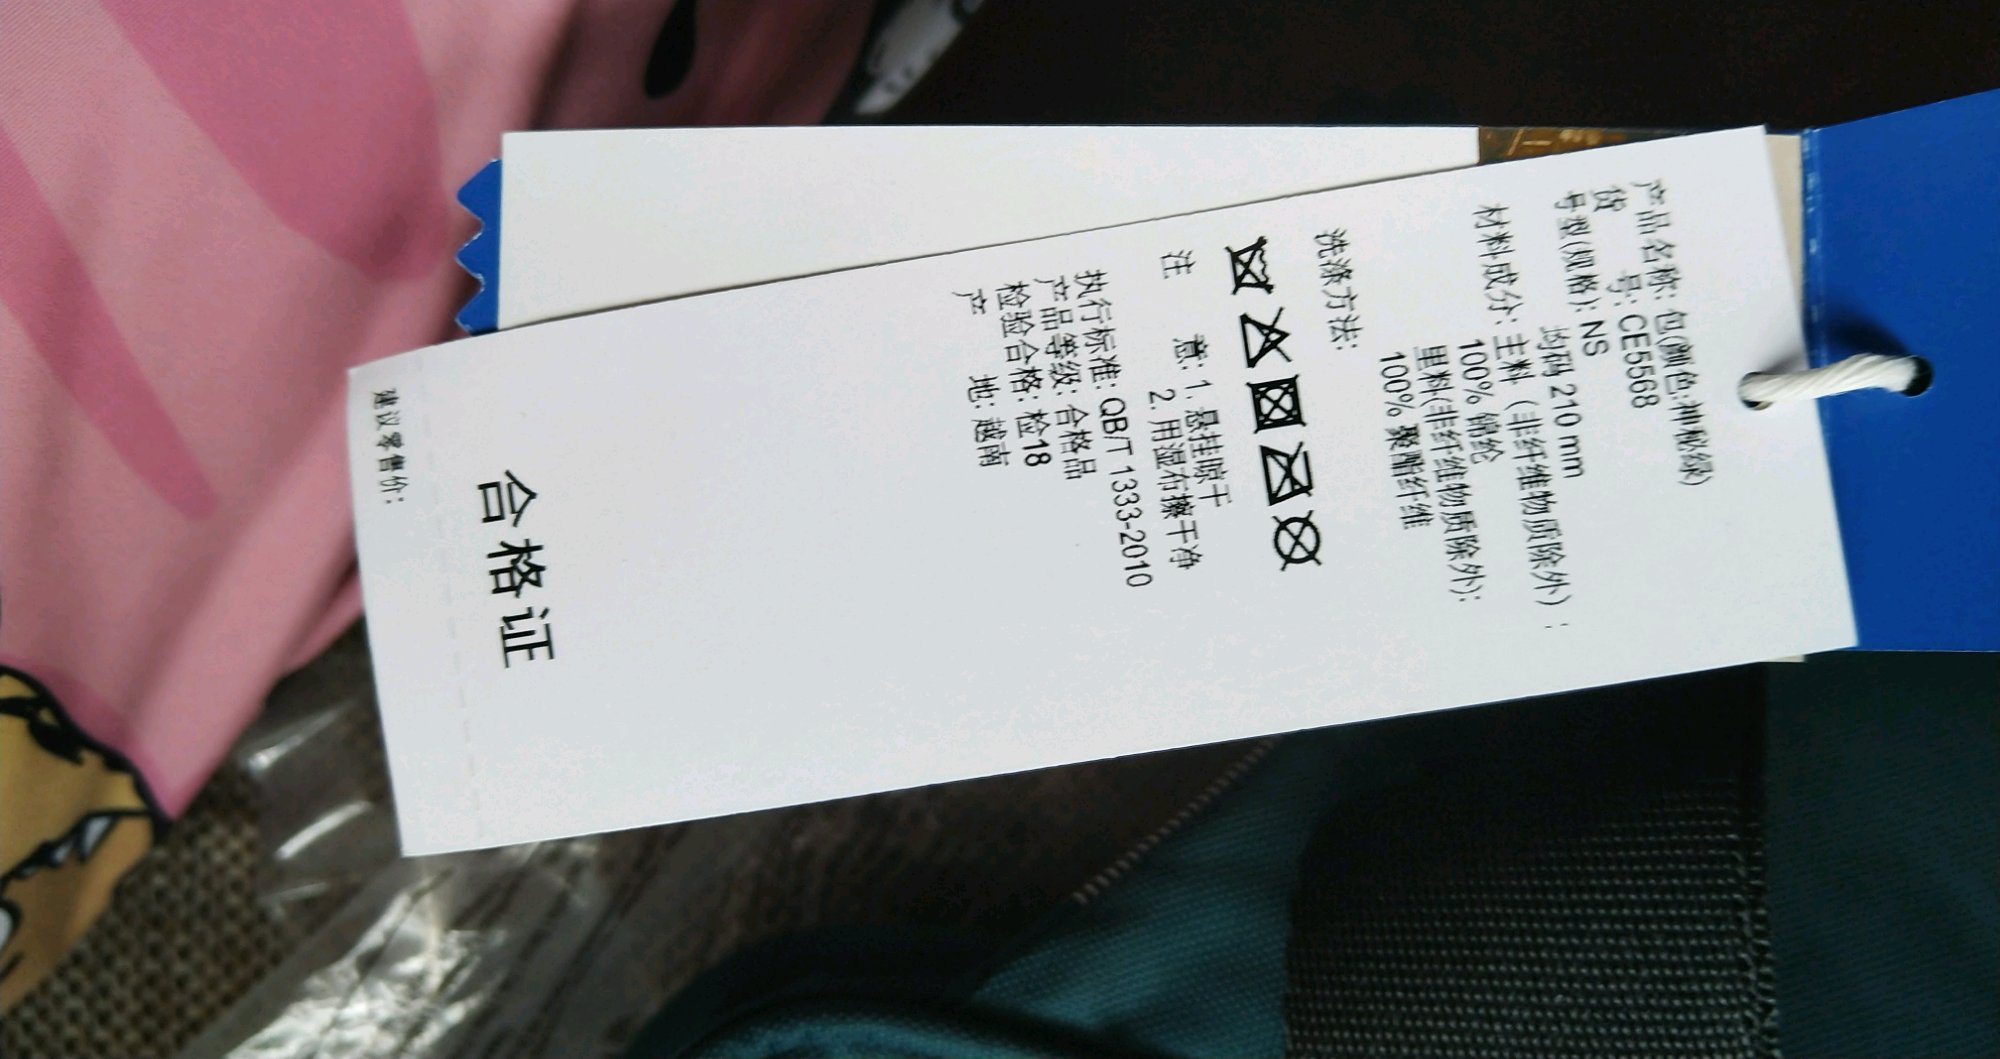 产品名称: 包(颜色:神秘绿)
货 号: CE5568
号型(规格): NS
均码 210 mm
材料成分: 主料（非纤维物质除外）:
100% 锦纶
里料(非纤维物质除外):
100% 聚酯纤维
洗涤方法:
注 意: 1. 悬挂晾干
2. 用湿布擦干净
执行标准: QB/T 1333-2010
产品等级: 合格品
检验合格: 检18
产 地: 越南
合格证
建议零售价: